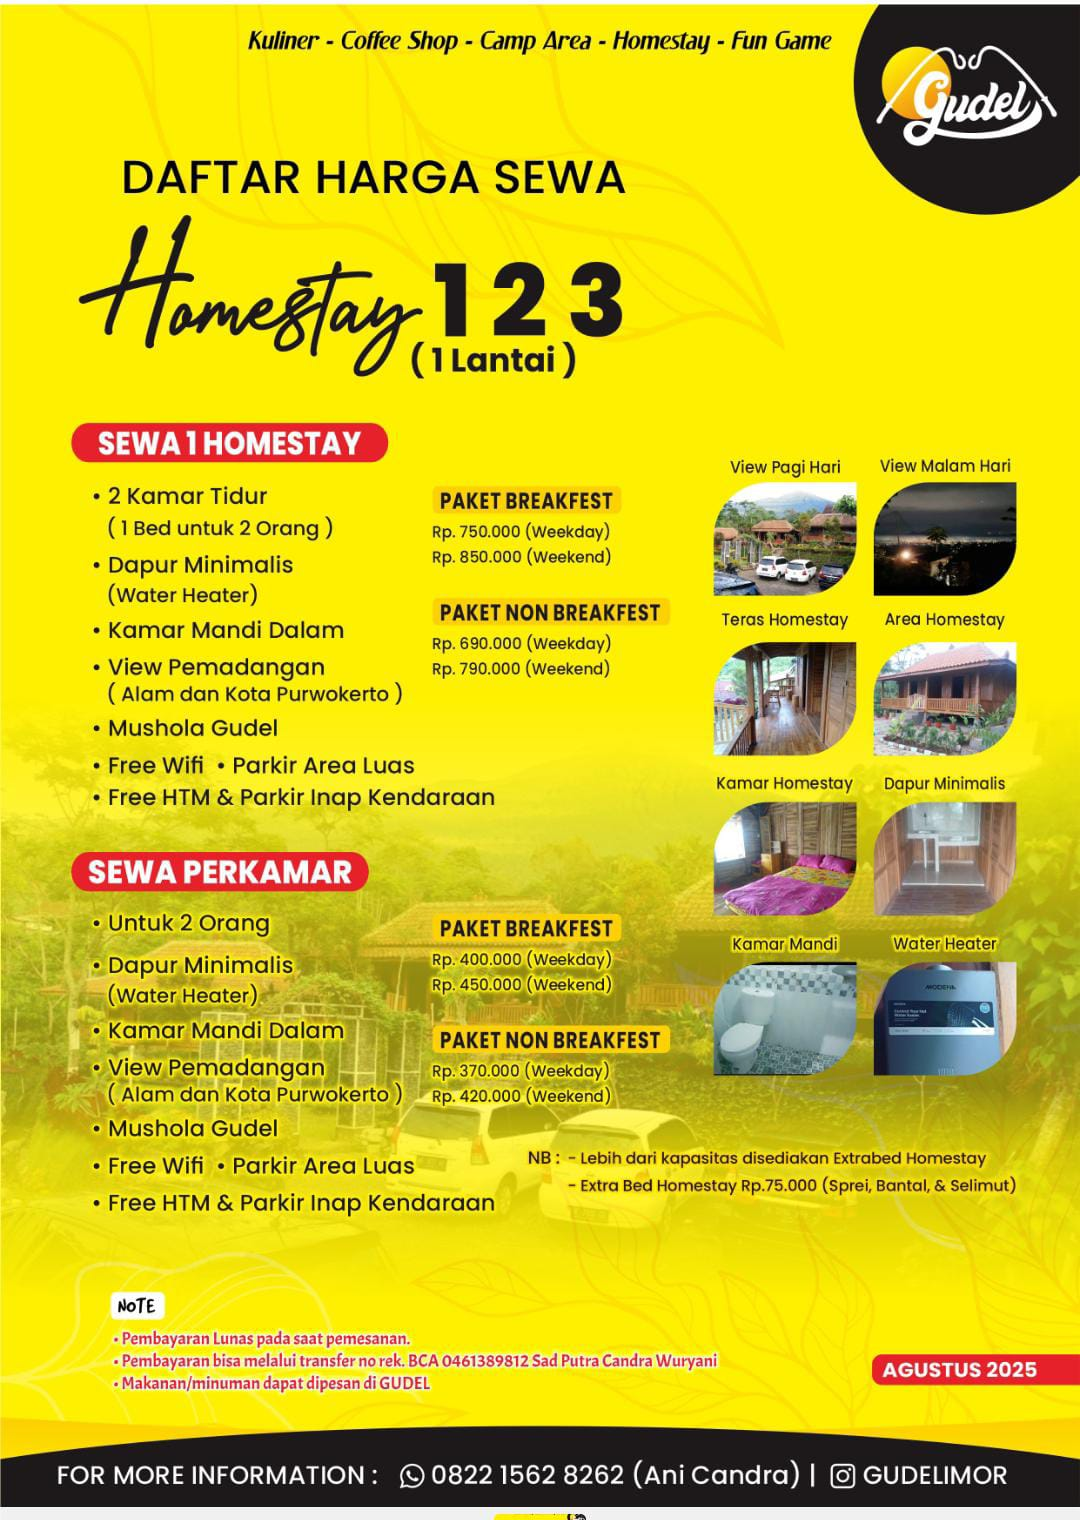 Kuliner - Coffee Shop - Camp Area - Homestay - Fun Game
Gudel
DAFTAR HARGA SEWA
Homestay 1 2 3
( 1 Lantai )
SEWA 1 HOMESTAY
• 2 Kamar Tidur
( 1 Bed untuk 2 Orang )
• Dapur Minimalis
(Water Heater)
• Kamar Mandi Dalam
• View Pemadangan
( Alam dan Kota Purwokerto )
• Mushola Gudel
• Free Wifi • Parkir Area Luas
• Free HTM & Parkir Inap Kendaraan
PAKET BREAKFEST
Rp. 750.000 (Weekday)
Rp. 850.000 (Weekend)
PAKET NON BREAKFEST
Rp. 690.000 (Weekday)
Rp. 790.000 (Weekend)
View Pagi Hari
View Malam Hari
Teras Homestay
Area Homestay
Kamar Homestay
Dapur Minimalis
Kamar Mandi
Water Heater
MODENA
SEWA PERKAMAR
• Untuk 2 Orang
• Dapur Minimalis
(Water Heater)
• Kamar Mandi Dalam
• View Pemadangan
( Alam dan Kota Purwokerto )
• Mushola Gudel
• Free Wifi • Parkir Area Luas
• Free HTM & Parkir Inap Kendaraan
PAKET BREAKFEST
Rp. 400.000 (Weekday)
Rp. 450.000 (Weekend)
PAKET NON BREAKFEST
Rp. 370.000 (Weekday)
Rp. 420.000 (Weekend)
NB : - Lebih dari kapasitas disediakan Extrabed Homestay
- Extra Bed Homestay Rp.75.000 (Sprei, Bantal, & Selimut)
NOTE
• Pembayaran Lunas pada saat pemesanan.
• Pembayaran bisa melalui transfer no rek. BCA 0461389812 Sad Putra Candra Wuryani
• Makanan/minuman dapat dipesan di GUDEL
AGUSTUS 2025
FOR MORE INFORMATION : 0822 1562 8262 (Ani Candra) | GUDELIMOR